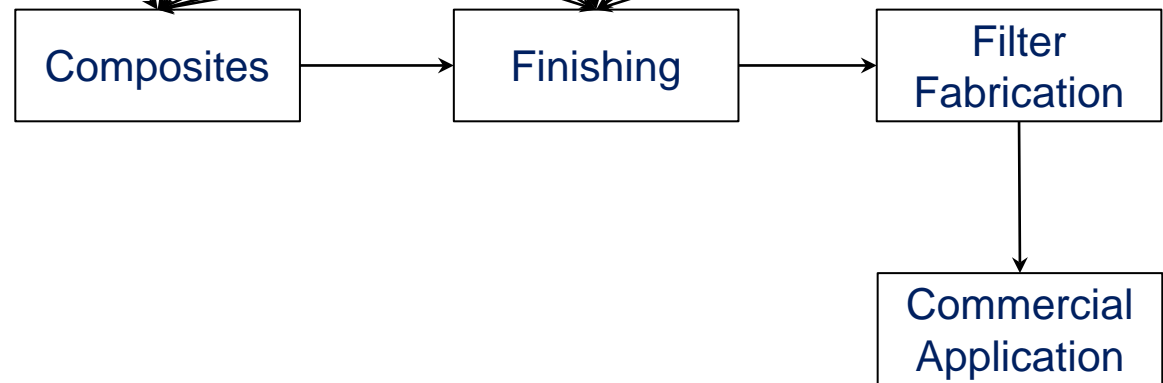 Composites
Finishing
Filter
Fabrication
Commercial
Application